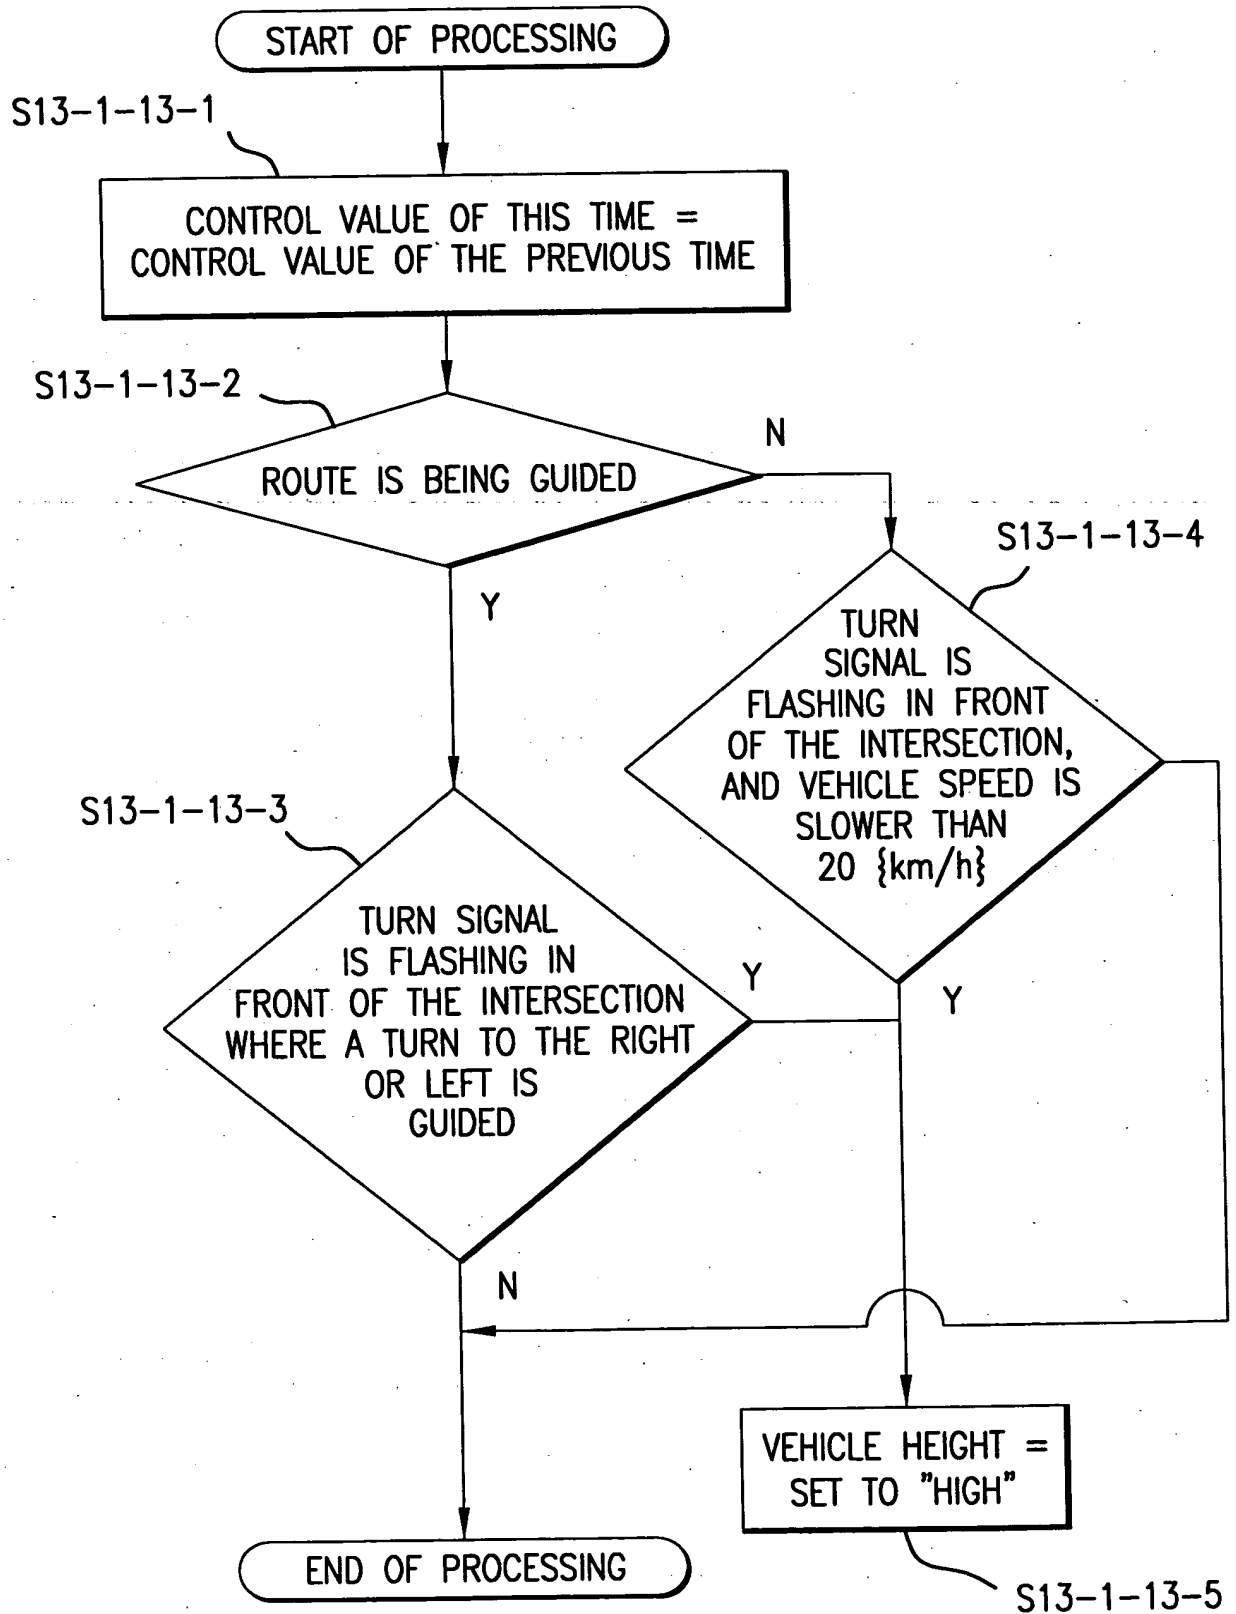 START OF PROCESSING
S13-1-13-1
CONTROL VALUE OF THIS TIME =
CONTROL VALUE OF THE PREVIOUS TIME
S13-1-13-2
ROUTE IS BEING GUIDED
N
Y
S13-1-13-4
TURN
SIGNAL IS
FLASHING IN FRONT
OF THE INTERSECTION,
AND VEHICLE SPEED IS
SLOWER THAN
20 {km/h}
Y
S13-1-13-3
TURN SIGNAL
IS FLASHING IN
FRONT OF THE INTERSECTION
WHERE A TURN TO THE RIGHT
OR LEFT IS
GUIDED
Y
N
VEHICLE HEIGHT =
SET TO "HIGH"
S13-1-13-5
END OF PROCESSING